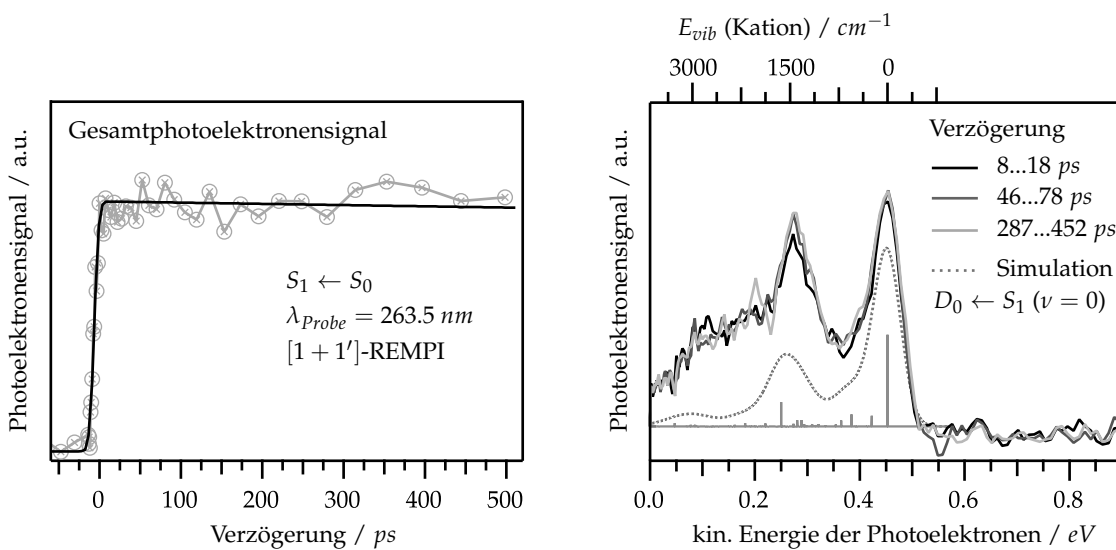 Gesamtphotoelektronensignal
S₁ ← S₀
λ_Probe = 263.5 nm
[1 + 1′]-REMPI
Photoelektronensignal / a.u.
0 100 200 300 400 500
Verzögerung / ps
E_vib (Kation) / cm⁻¹
3000 1500 0
Verzögerung
8...18 ps
46...78 ps
287...452 ps
Simulation
D₀ ← S₁ (ν = 0)
Photoelektronensignal / a.u.
0.0 0.2 0.4 0.6 0.8
kin. Energie der Photoelektronen / eV